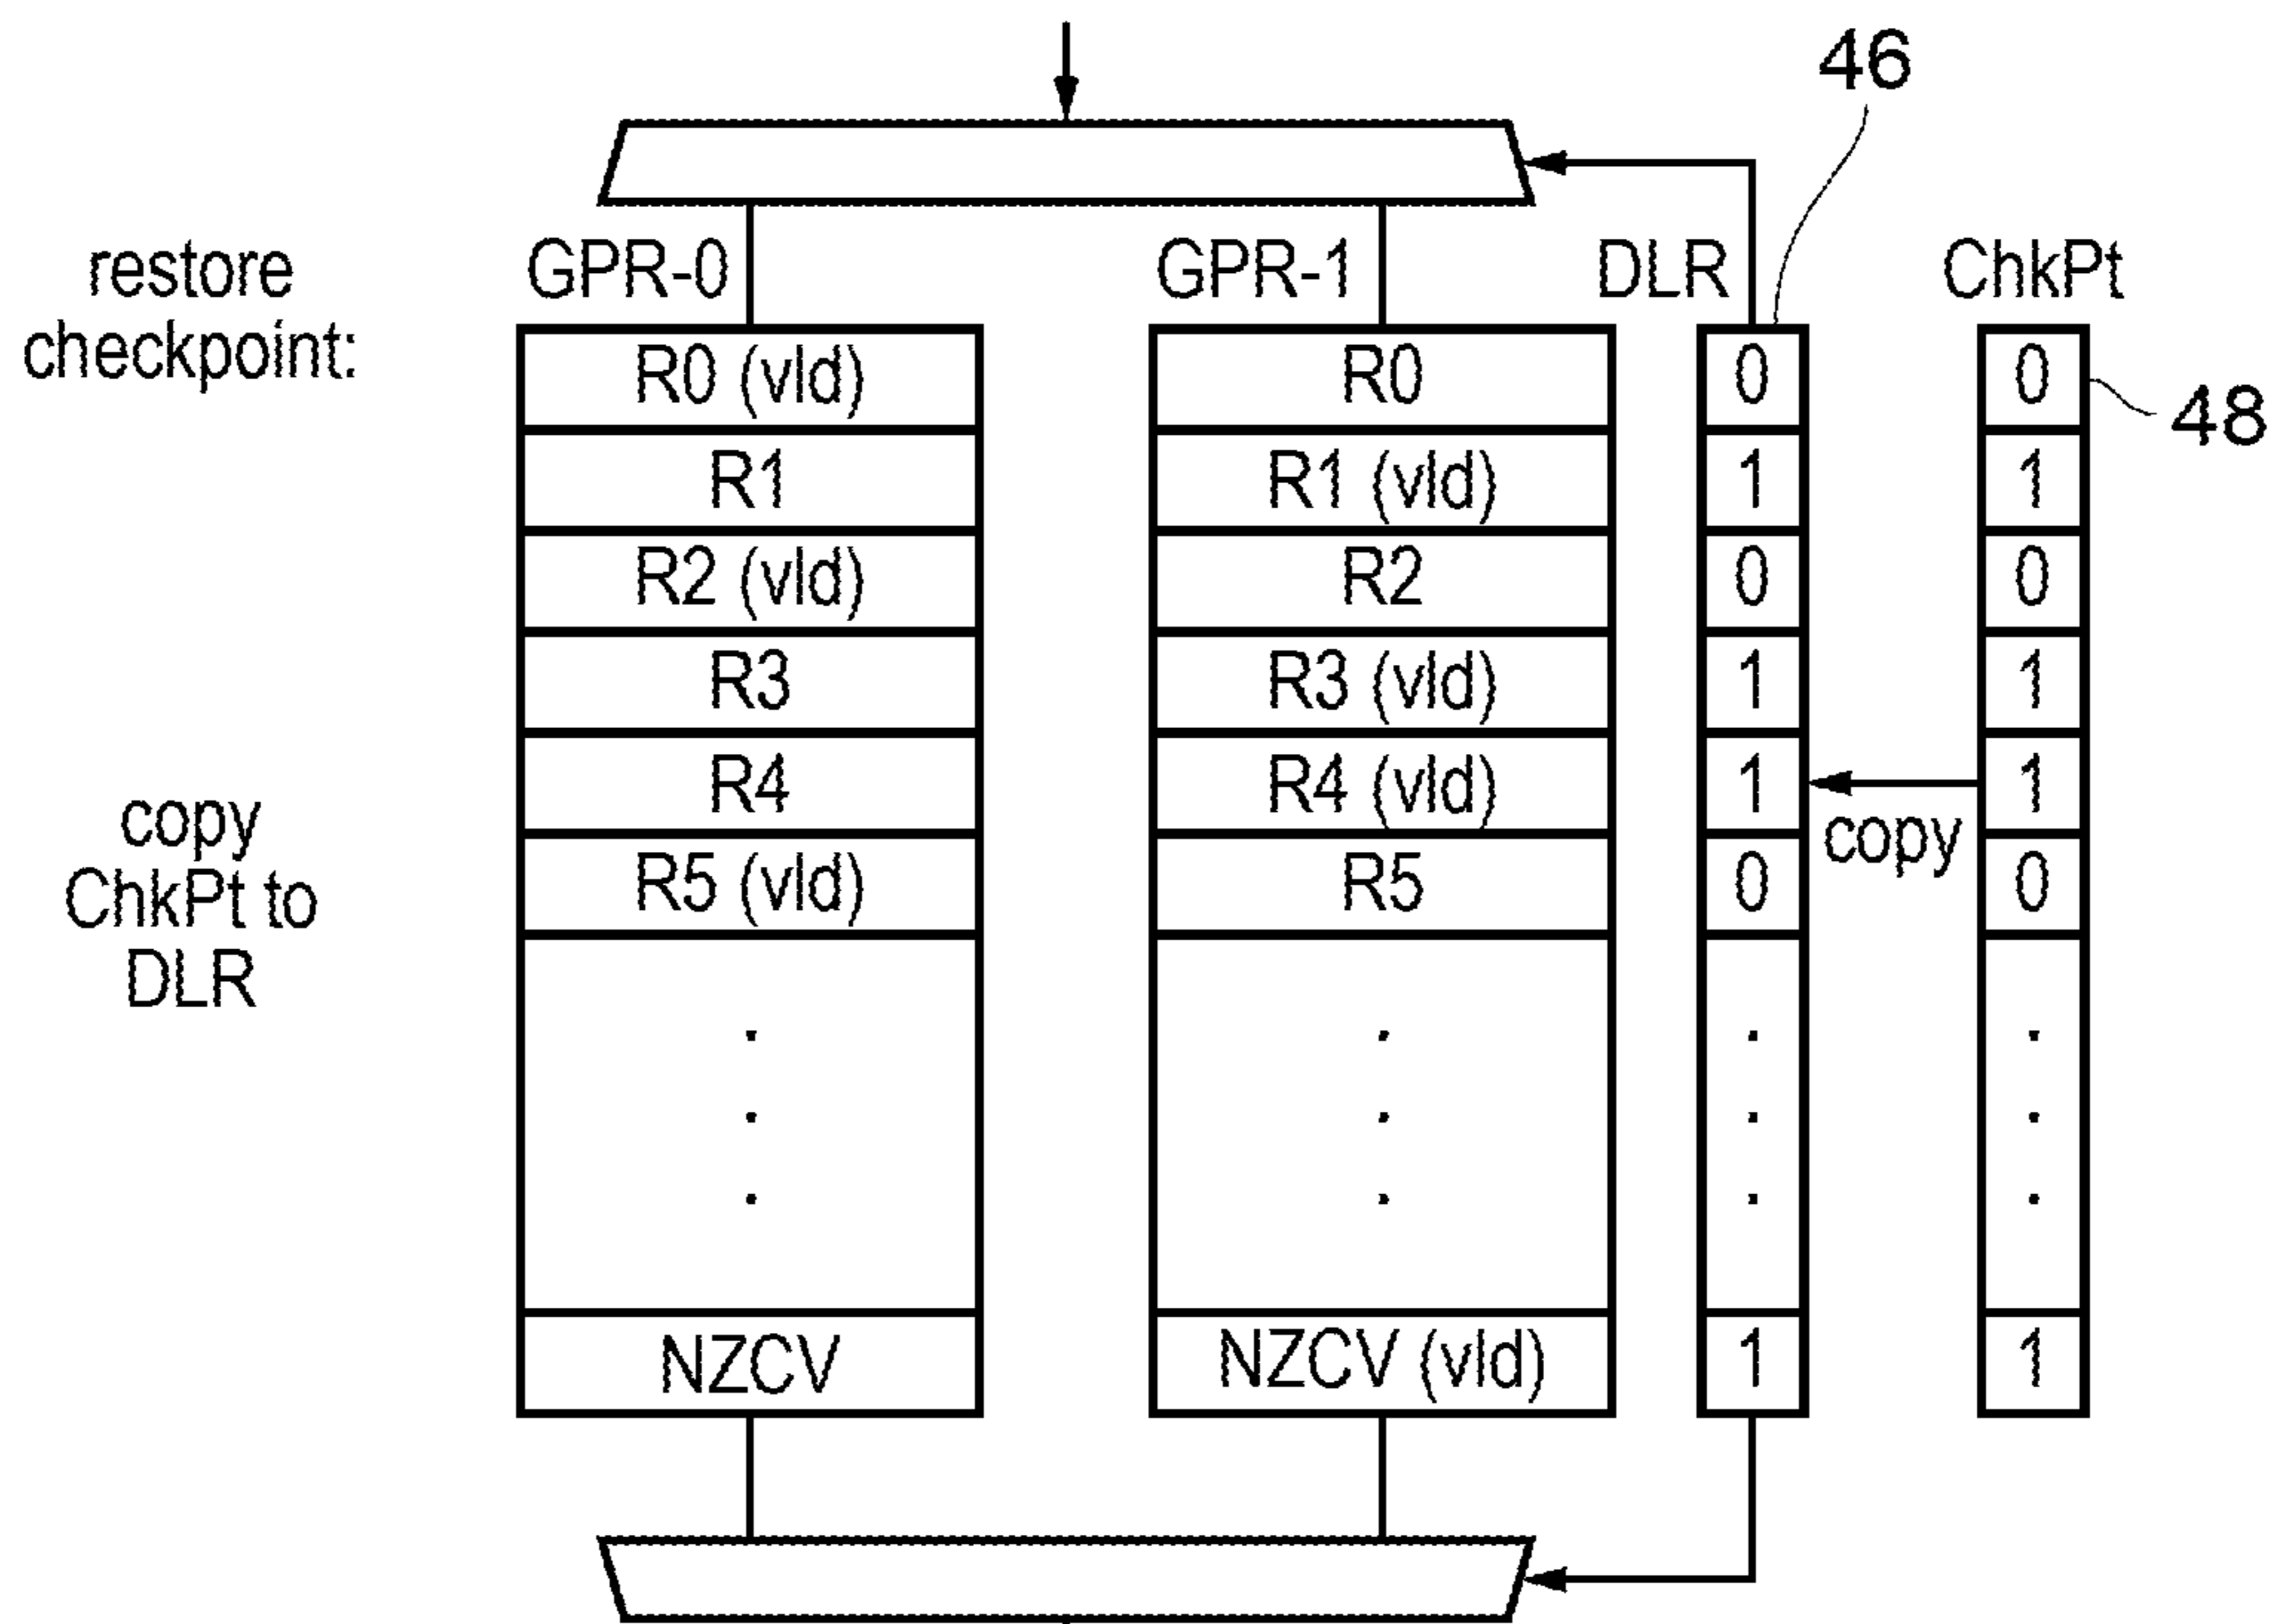 46
restore
checkpoint:
GPR-0 GPR-1 DLR ChkPt
R0 (vld) R0 0 0
48
R1 R1 (vld) 1 1
R2 (vld) R2 0 0
R3 R3 (vld) 1 1
R4 R4 (vld) 1 1
copy
ChkPt to
DLR
copy
R5 (vld) R5 0 0
. . . .
. . . .
. . . .
NZCV NZCV (vld) 1 1